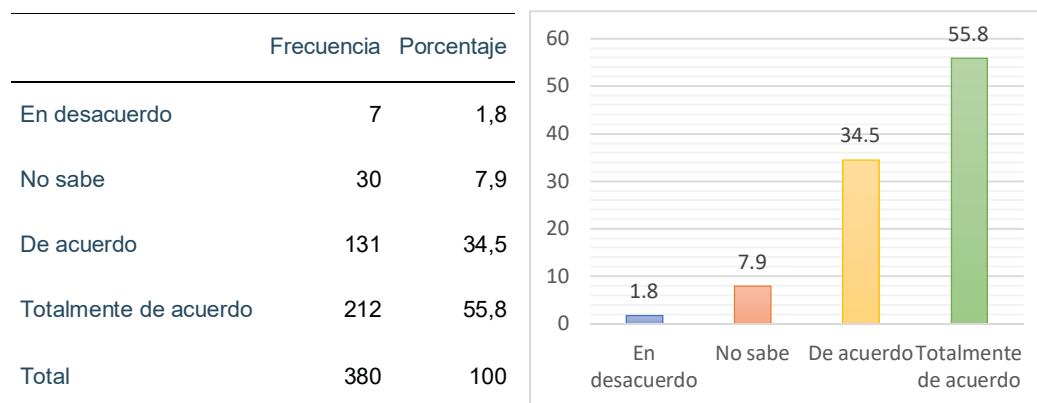 Frecuencia Porcentaje
En desacuerdo 7 1,8
No sabe 30 7,9
De acuerdo 131 34,5
Totalmente de acuerdo 212 55,8
Total 380 100
60
50
40
30
20
10
0
1.8
7.9
34.5
55.8
En desacuerdo
No sabe
De acuerdo
Totalmente de acuerdo